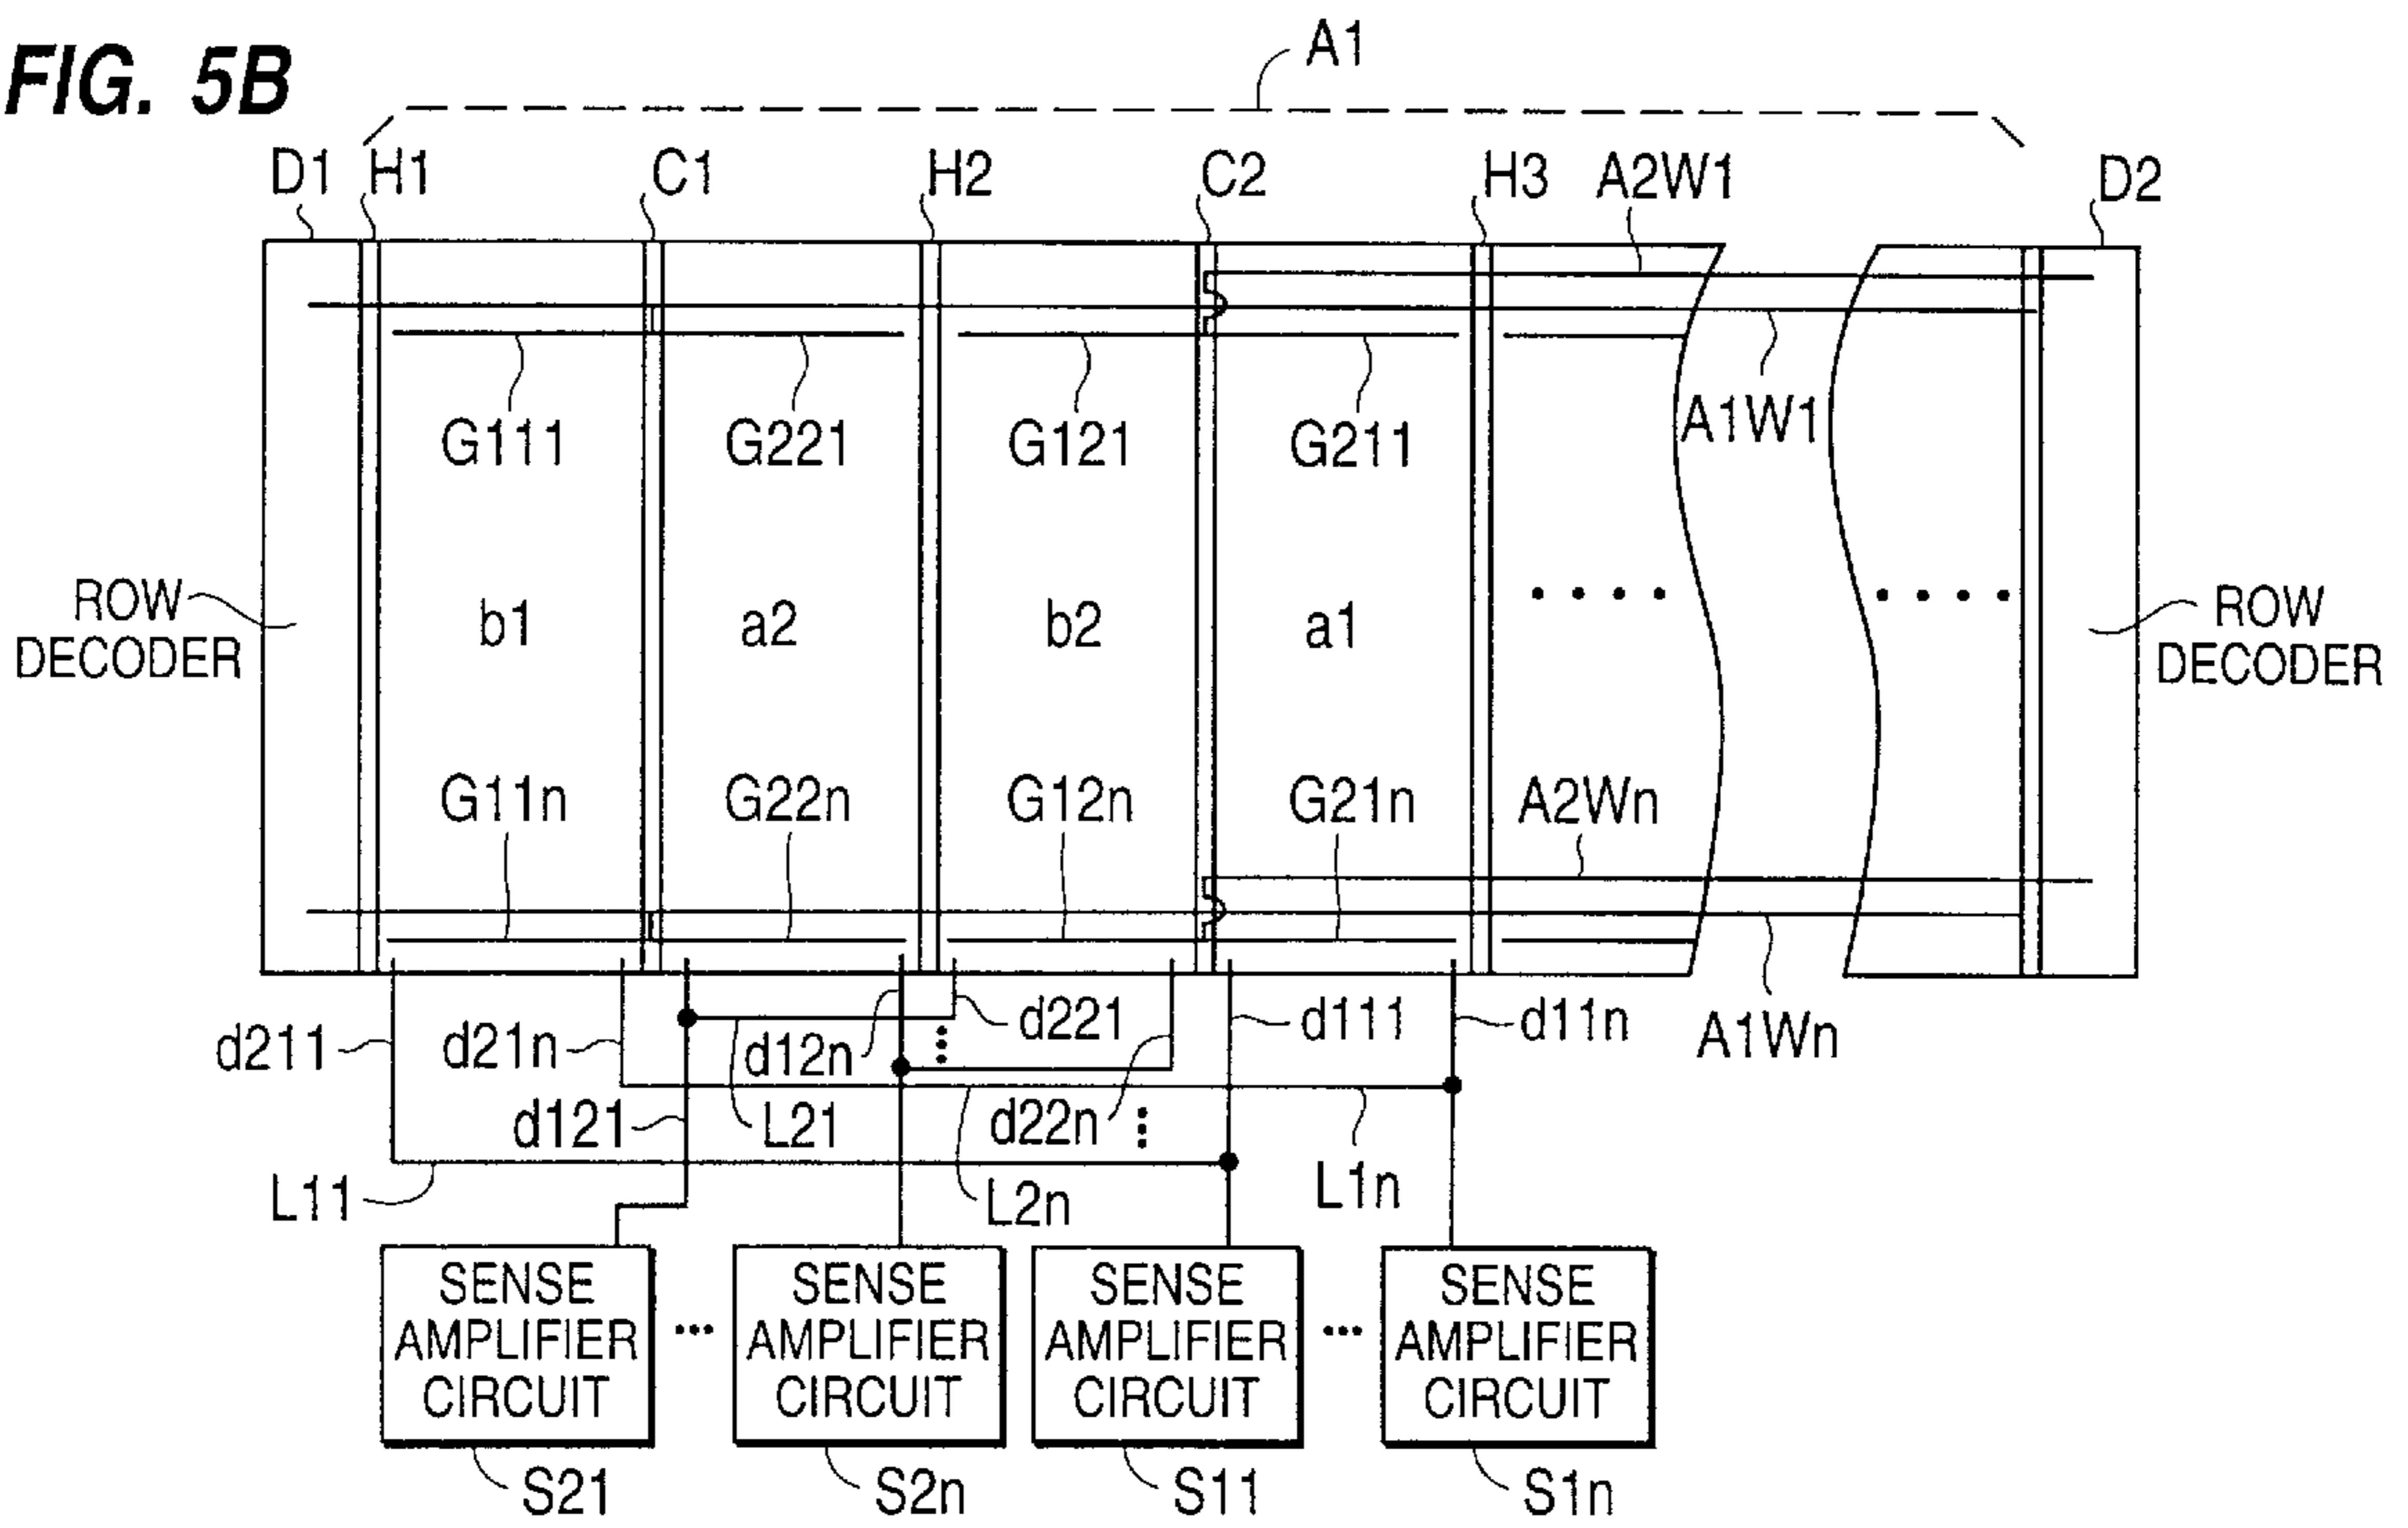 FIG. 5B
A1
D1 H1 C1 H2 C2 H3 A2W1 D2
A1W1
G111 G221 G121 G211
ROW
DECODER
b1 a2 b2 a1
ROW
DECODER
G11n G22n G12n G21n A2Wn
d211 d21n d12n d221 d111 d11n A1Wn
d121 L21 d22n
L11 L2n L1n
SENSE
AMPLIFIER
CIRCUIT
SENSE
AMPLIFIER
CIRCUIT
SENSE
AMPLIFIER
CIRCUIT
SENSE
AMPLIFIER
CIRCUIT
S21 S2n S11 S1n